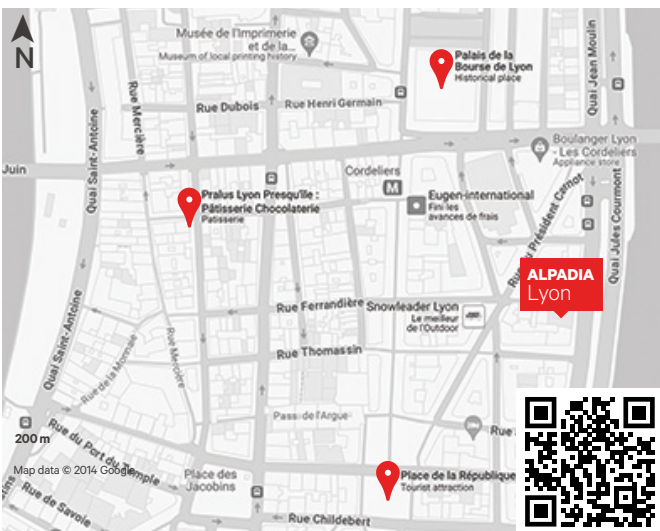 N
Musée de l'Imprimerie
et de la...
Museum of local printing history
Palais de la
Bourse de Lyon
Historical place
Quai Jean Moulin
Quai Saint-Antoine
Rue Mercière
Rue Dubois
Rue Henri Germain
Boulanger Lyon
- Les Cordeliers
Appliance store
Juin
Cordeliers
M
Pralus Lyon Presqu'île :
Pâtisserie Chocolaterie
Patisserie
Eugen-international
Fini les
avances de frais
Président Carnot
Quai Jules Courmont
ALPADIA
Lyon
Rue Ferrandière
Snowleader Lyon
Le meilleur
de l'Outdoor
Quai Saint-Antoine
Rue de la Monnaie
Rue Mercière
Rue Thomassin
Pass. de l'Argue
200 m
Rue du Port du Temple
Rue
Map data © 2014 Google
Place des
Jacobins
Place de la République
Tourist attraction
Rue de Savoie
Rue Childebert